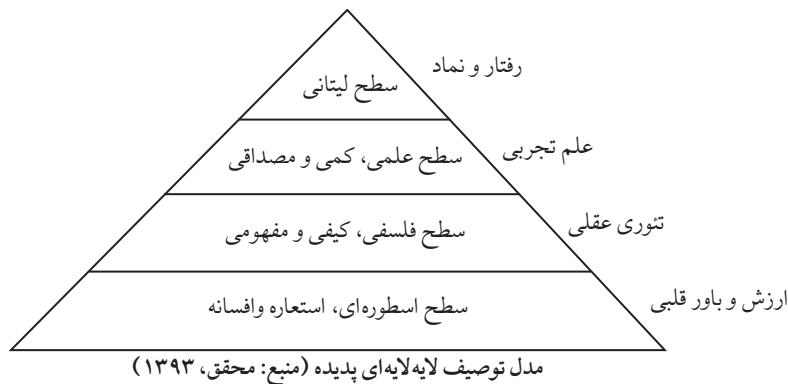 رفتار و نماد
سطح لیتانی
علم تجربی
سطح علمی، کمی و مصداقی
تئوری عقلی
سطح فلسفی، کیفی و مفهومی
ارزش و باور قلبی
سطح اسطوره‌ای، استعاره وافسانه
مدل توصیف لایه‌لایه‌ای پدیده (منبع: محقق، ۱۳۹۳)